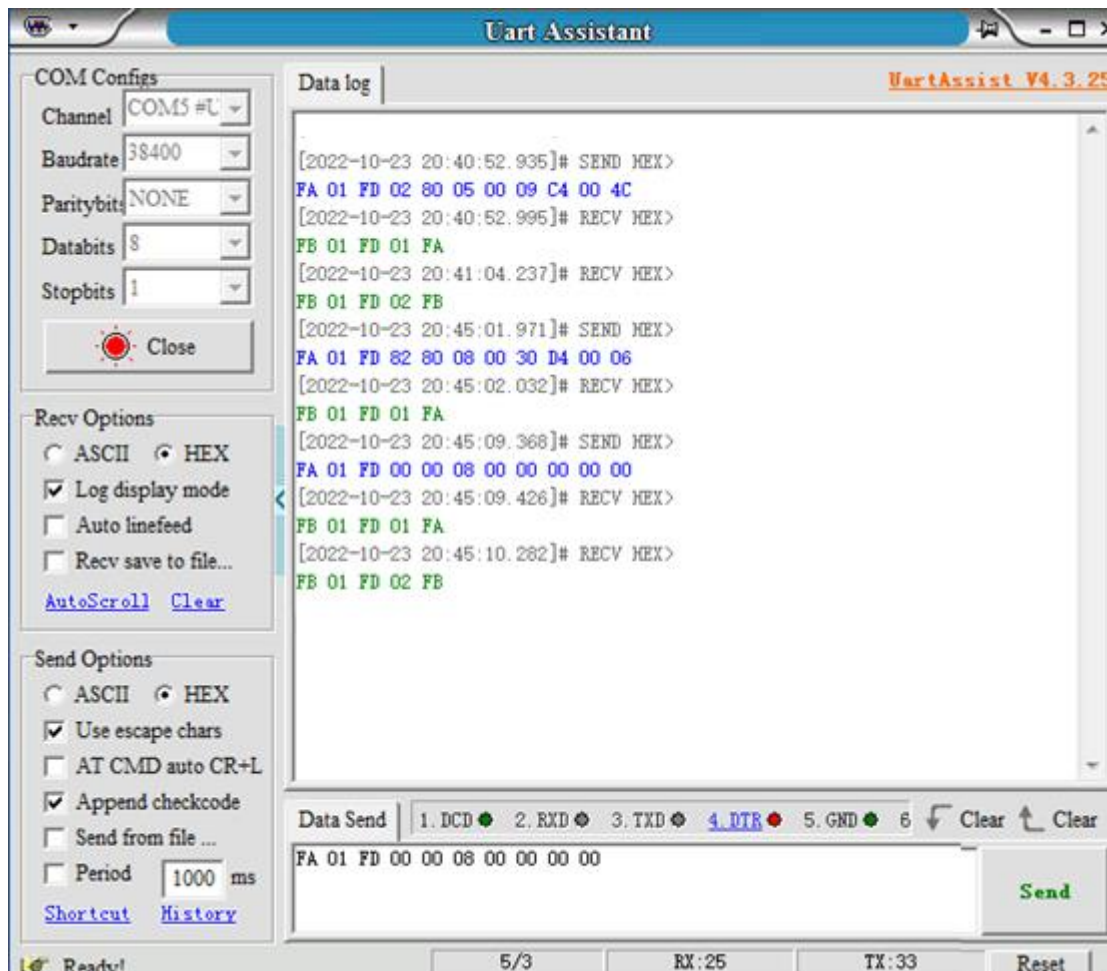 Uart Assistant
COM Configs
Channel COM5 #U
Baudrate 38400
Paritybits NONE
Databits 8
Stopbits 1
Close
Recv Options
ASCII HEX
Log display mode
Auto linefeed
Recv save to file...
AutoScroll Clear
Send Options
ASCII HEX
Use escape chars
AT CMD auto CR+L
Append checkcode
Send from file ...
Period 1000 ms
Shortcut History
Data log UartAssist V4.3.25
[2022-10-23 20:40:52.935]# SEND HEX>
FA 01 FD 02 80 05 00 09 C4 00 4C
[2022-10-23 20:40:52.995]# RECV HEX>
FB 01 FD 01 FA
[2022-10-23 20:41:04.237]# RECV HEX>
FB 01 FD 02 FB
[2022-10-23 20:45:01.971]# SEND HEX>
FA 01 FD 82 80 08 00 30 D4 00 06
[2022-10-23 20:45:02.032]# RECV HEX>
FB 01 FD 01 FA
[2022-10-23 20:45:09.368]# SEND HEX>
FA 01 FD 00 00 08 00 00 00 00 00
[2022-10-23 20:45:09.426]# RECV HEX>
FB 01 FD 01 FA
[2022-10-23 20:45:10.282]# RECV HEX>
FB 01 FD 02 FB
Data Send 1.DCD 2.RXD 3.TXD 4.DTR 5.GND 6 Clear Clear
FA 01 FD 00 00 08 00 00 00 00
Send
Ready! 5/3 RX:25 TX:33 Reset